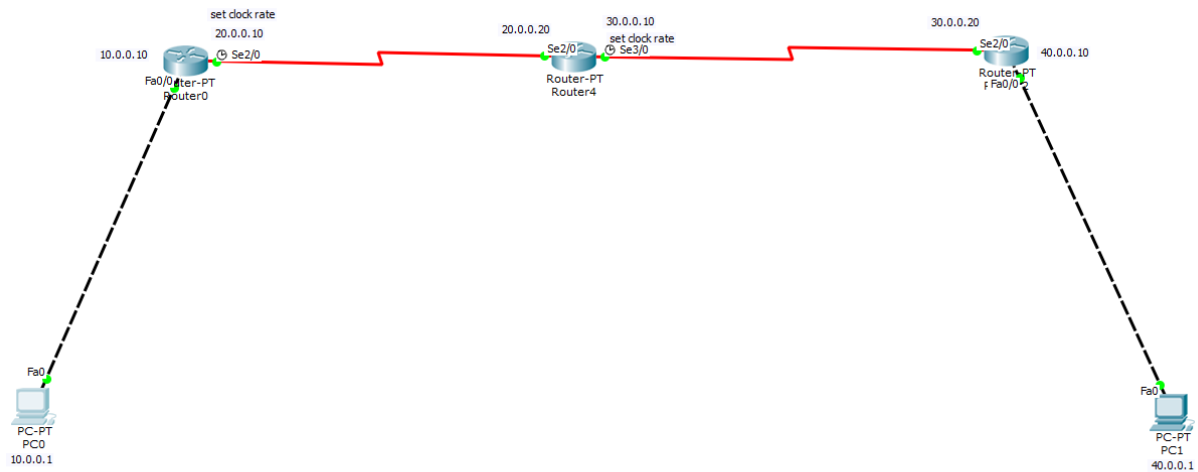 set clock rate
20.0.0.10
10.0.0.10
Se2/0
Fa0/0
Router0
20.0.0.20
Se2/0
30.0.0.10
set clock rate
Se3/0
Router-PT
Router4
30.0.0.20
Se2/0
40.0.0.10
Fa0/0
Fa0
PC-PT
PC0
10.0.0.1
Fa0
PC-PT
PC1
40.0.0.1